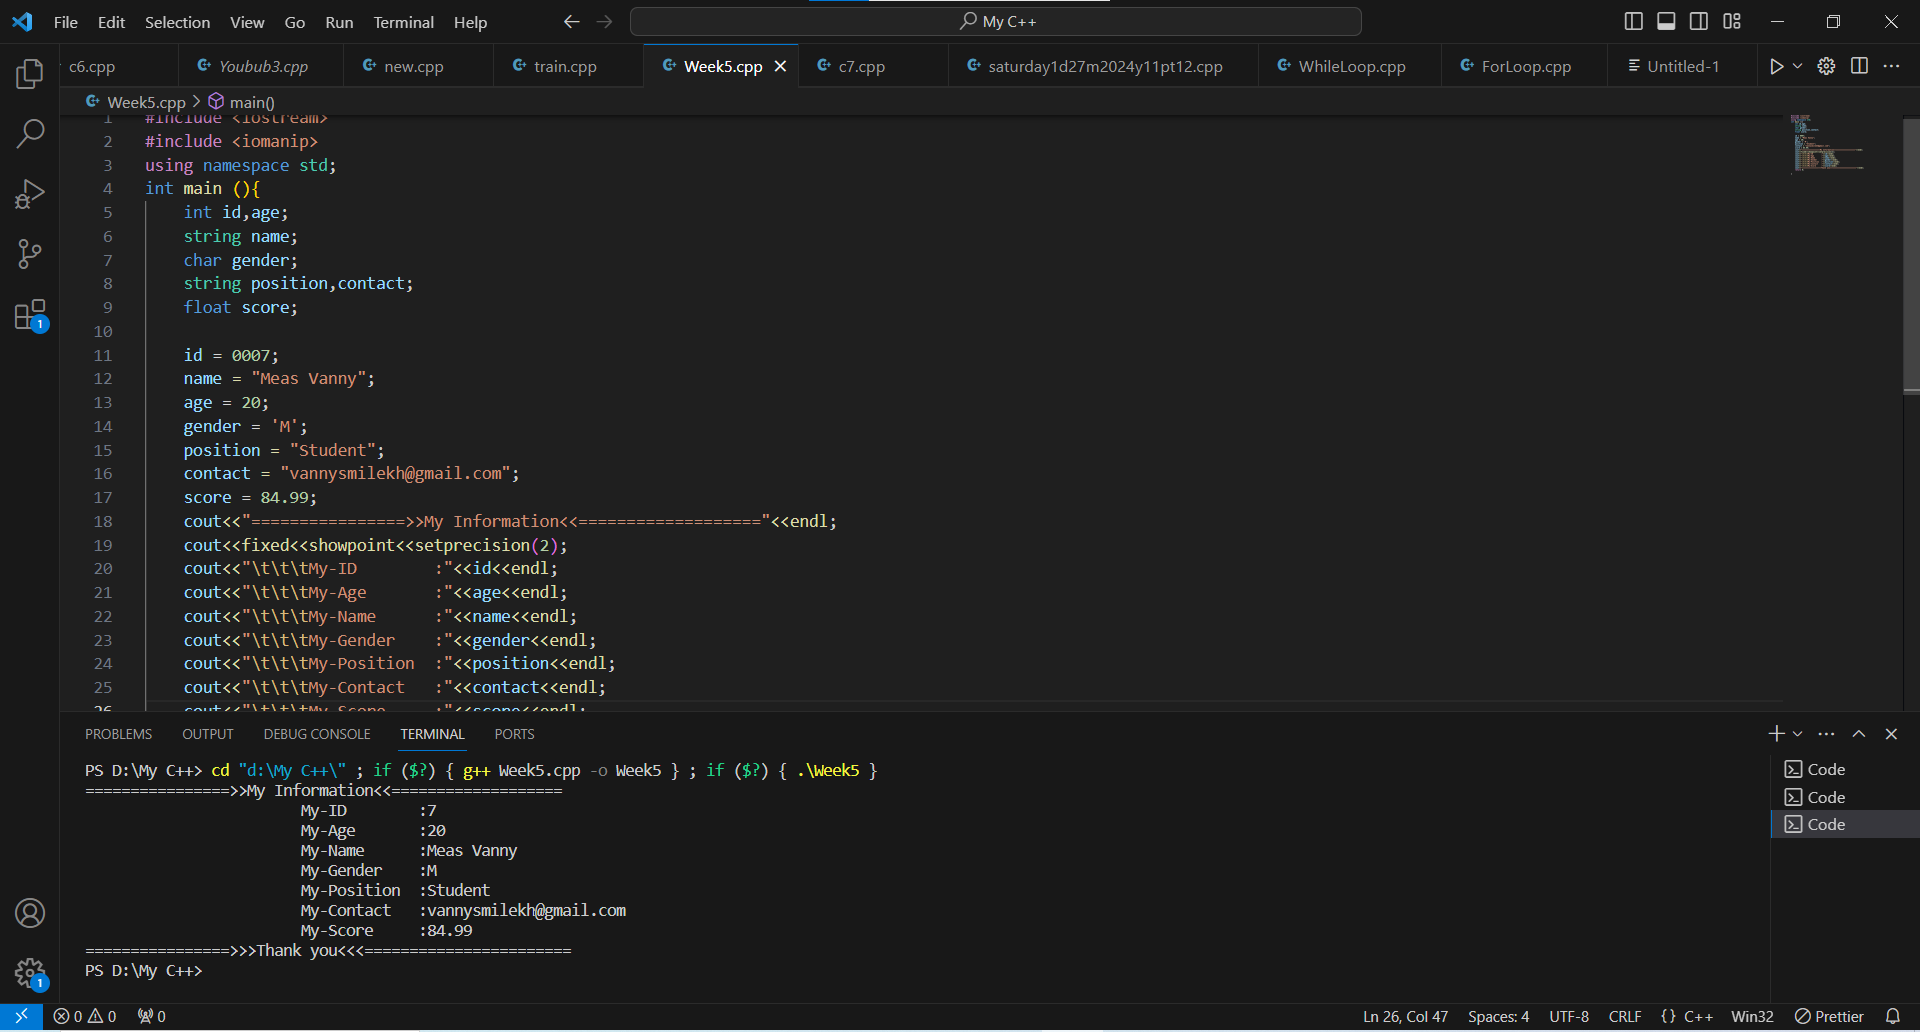 File Edit Selection View Go Run Terminal Help My C++
c6.cpp Youbub3.cpp new.cpp train.cpp Week5.cpp c7.cpp saturday1d27m2024y11pt12.cpp WhileLoop.cpp ForLoop.cpp Untitled-1
Week5.cpp > main()
1 #include <iostream>
2 #include <iomanip>
3 using namespace std;
4 int main (){
5 int id,age;
6 string name;
7 char gender;
8 string position,contact;
9 float score;
10
11 id = 0007;
12 name = "Meas Vanny";
13 age = 20;
14 gender = 'M';
15 position = "Student";
16 contact = "vannysmilekh@gmail.com";
17 score = 84.99;
18 cout<<"================>>My Information<<==================="<<endl;
19 cout<<fixed<<showpoint<<setprecision(2);
20 cout<<"\t\t\tMy-ID        :"<<id<<endl;
21 cout<<"\t\t\tMy-Age       :"<<age<<endl;
22 cout<<"\t\t\tMy-Name      :"<<name<<endl;
23 cout<<"\t\t\tMy-Gender    :"<<gender<<endl;
24 cout<<"\t\t\tMy-Position  :"<<position<<endl;
25 cout<<"\t\t\tMy-Contact   :"<<contact<<endl;
26 cout<<"\t\t\tMy-Score     :"<<score<<endl;
PROBLEMS OUTPUT DEBUG CONSOLE TERMINAL PORTS
PS D:\My C++> cd "d:\My C++\" ; if ($?) { g++ Week5.cpp -o Week5 } ; if ($?) { .\Week5 }
================>>My Information<<===================
My-ID        :7
My-Age       :20
My-Name      :Meas Vanny
My-Gender    :M
My-Position  :Student
My-Contact   :vannysmilekh@gmail.com
My-Score     :84.99
================>>>Thank you<<<=======================
PS D:\My C++>
Code
Code
Code
1
1
0 0 0 Ln 26, Col 47 Spaces: 4 UTF-8 CRLF {} C++ Win32 Prettier